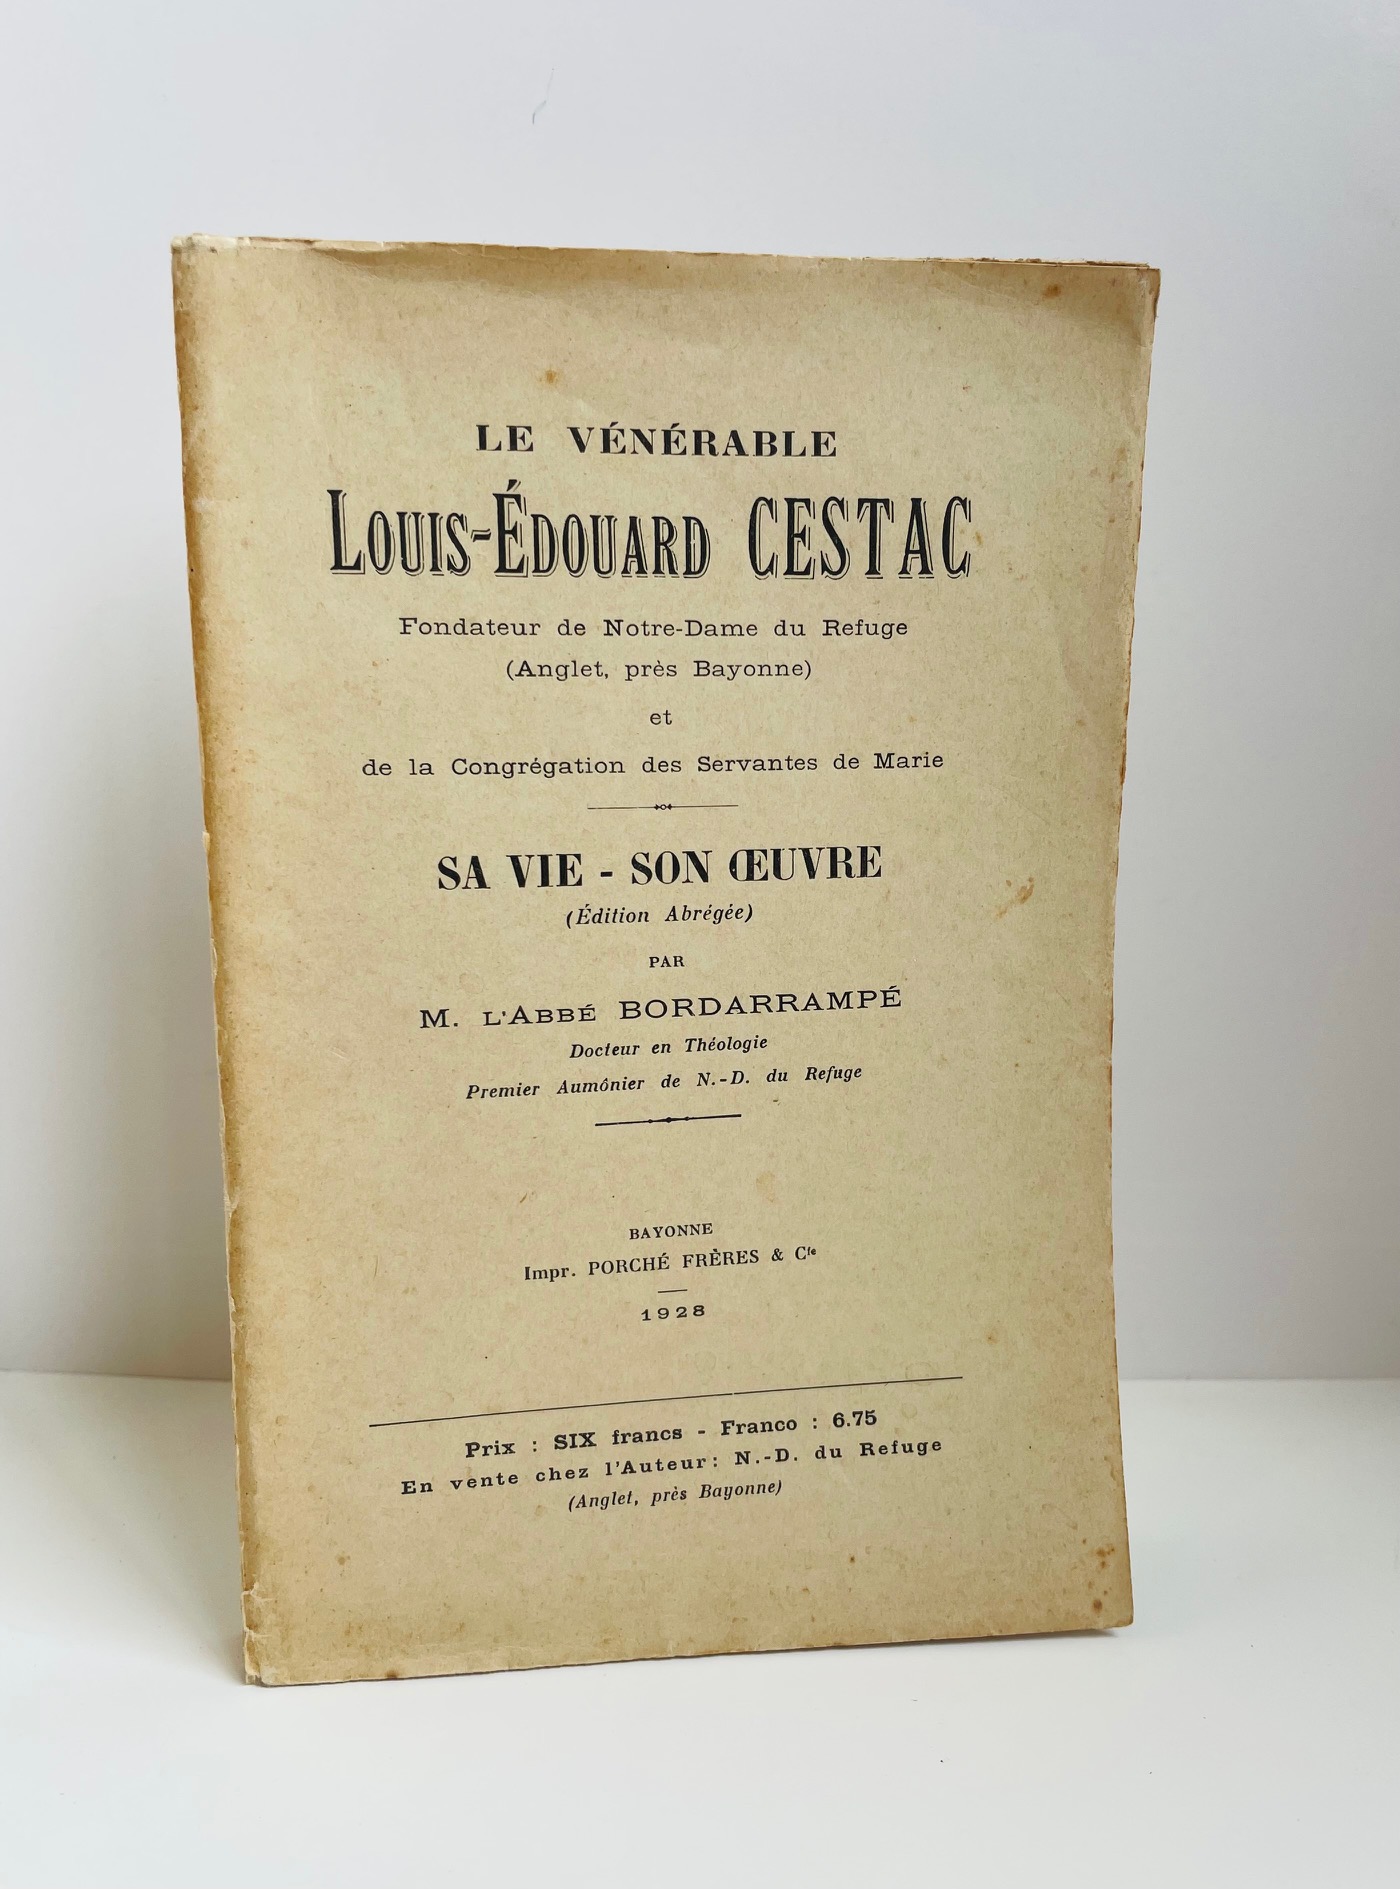 LE VÉNÉRABLE
LOUIS-ÉDOUARD CESTAC
Fondateur de Notre-Dame du Refuge
(Anglet, près Bayonne)
et
de la Congrégation des Servantes de Marie
SA VIE - SON ŒUVRE
(Édition Abrégée)
PAR
M. L'ABBÉ BORDARRAMPÉ
Docteur en Théologie
Premier Aumônier de N.-D. du Refuge
BAYONNE
Impr. PORCHÉ FRÈRES & Cie
1928
Prix : SIX francs - Franco : 6.75
En vente chez l'Auteur: N.-D. du Refuge
(Anglet, près Bayonne)